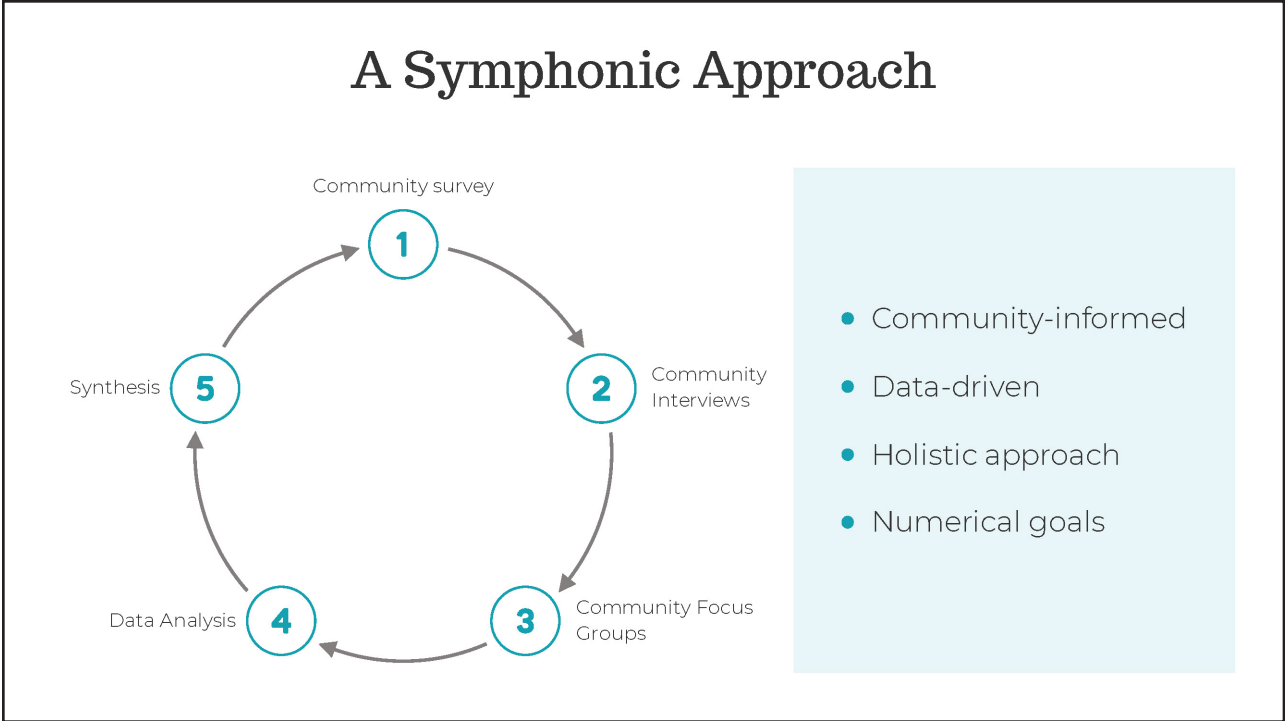 A Symphonic Approach
Community survey
1
2
Community
Interviews
3
Community Focus
Groups
4
Data Analysis
5
Synthesis
• Community-informed
• Data-driven
• Holistic approach
• Numerical goals